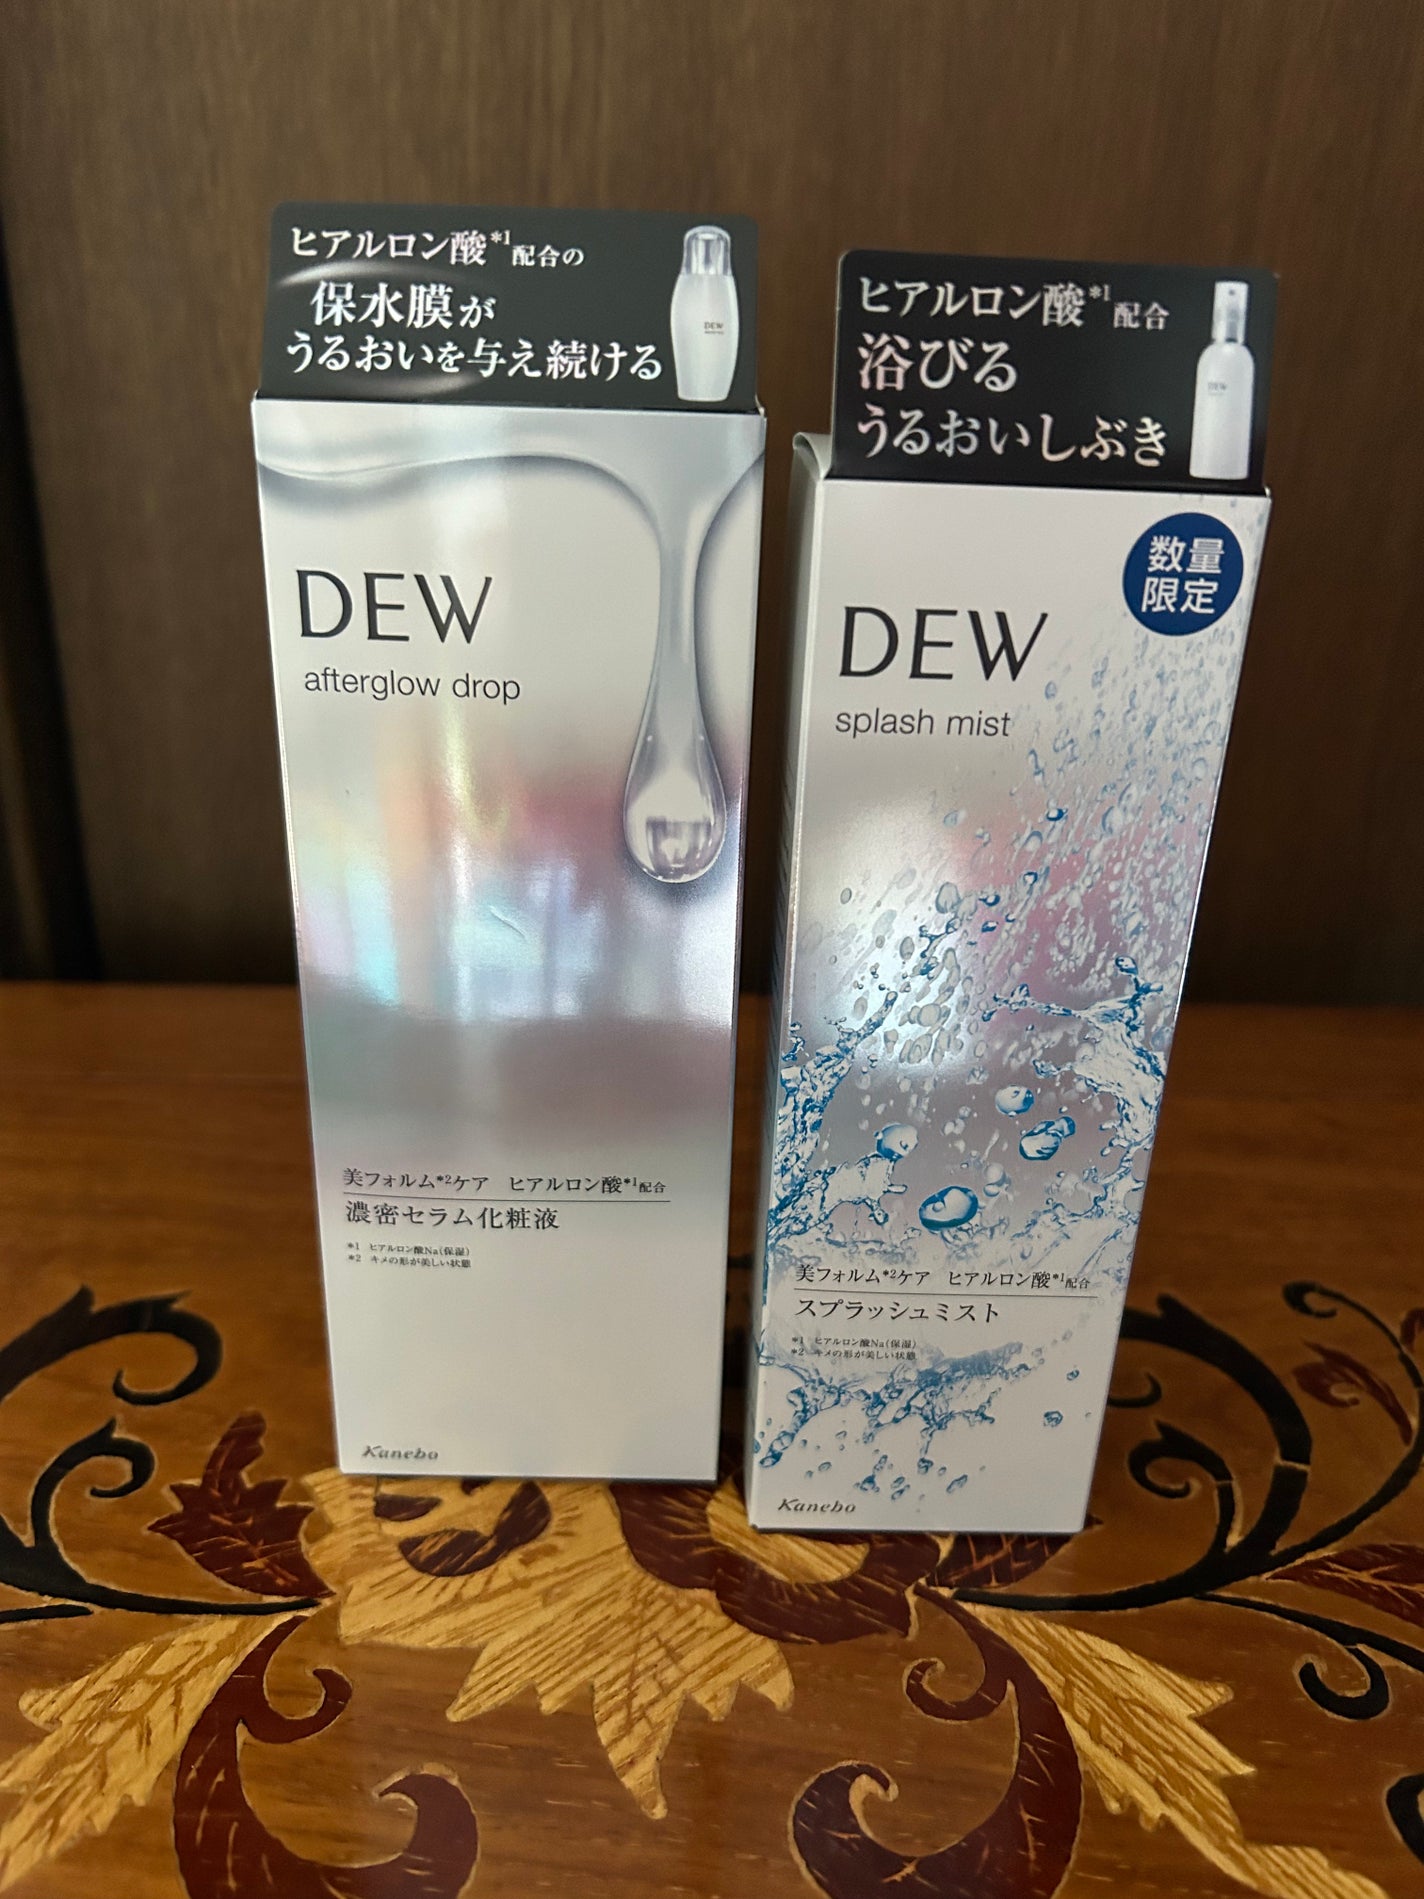 ヒアルロン酸*1配合の
保水膜が
うるおいを与え続ける
DEW
DEW
afterglow drop
美フォルム*2ケア ヒアルロン酸*1配合
濃密セラム化粧液
*1 ヒアルロン酸Na(保湿)
*2 キメの形が美しい状態
Kanebo
ヒアルロン酸*1配合
浴びる
うるおいしぶき
DEW
数量
限定
DEW
splash mist
美フォルム*2ケア ヒアルロン酸*1配合
スプラッシュミスト
*1 ヒアルロン酸Na(保湿)
*2 キメの形が美しい状態
Kanebo